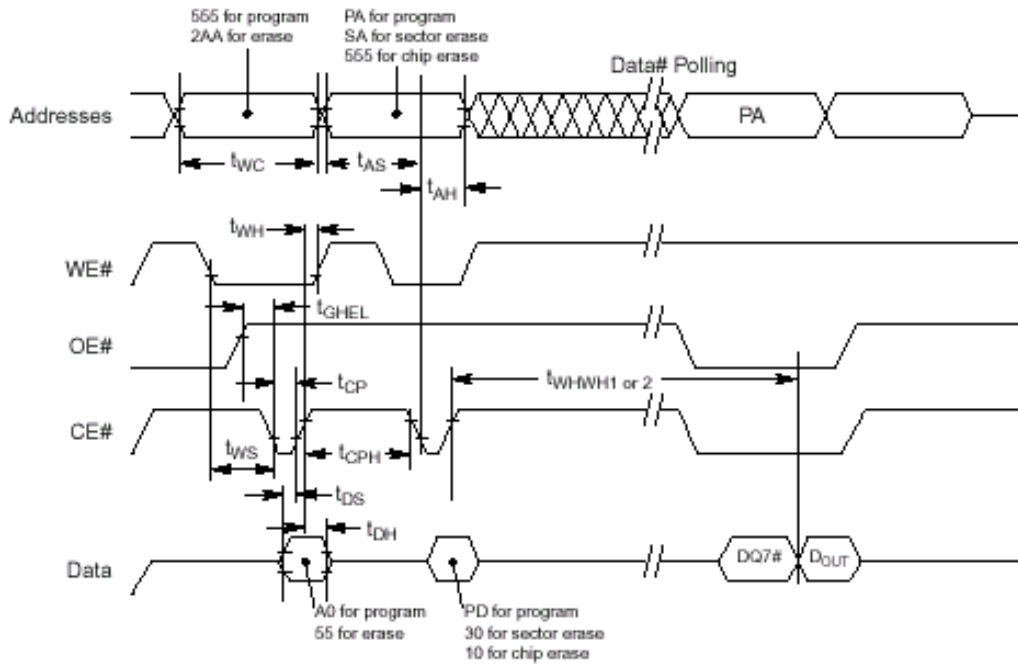 555 for program
2AA for erase
PA for program
SA for sector erase
555 for chip erase
Data# Polling
Addresses
PA
tWC
tAS
tAH
tWH
WE#
tGHEL
OE#
tCP
tWHWH1 or 2
CE#
tWS
tCPH
tDS
tDH
Data
DQ7#
DOUT
A0 for program
55 for erase
PD for program
30 for sector erase
10 for chip erase